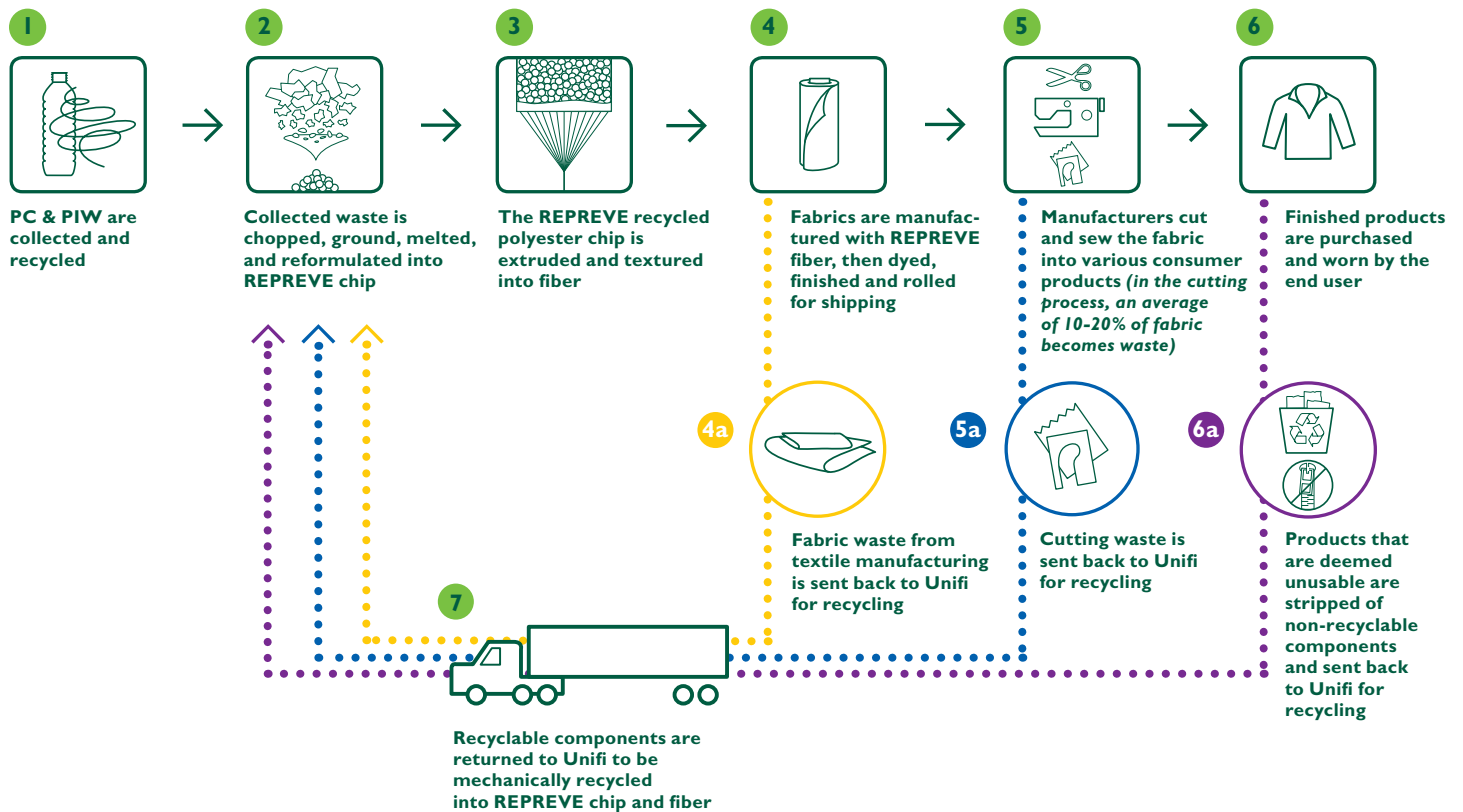 1
PC & PIW are
collected and
recycled
2
Collected waste is
chopped, ground, melted,
and reformulated into
REPREVE chip
3
The REPREVE recycled
polyester chip is
extruded and textured
into fiber
4
Fabrics are manufac-
tured with REPREVE
fiber, then dyed,
finished and rolled
for shipping
5
Manufacturers cut
and sew the fabric
into various consumer
products (in the cutting
process, an average
of 10-20% of fabric
becomes waste)
6
Finished products
are purchased
and worn by the
end user
4a
Fabric waste from
textile manufacturing
is sent back to Unifi
for recycling
5a
Cutting waste is
sent back to Unifi
for recycling
6a
Products that
are deemed
unusable are
stripped of
non-recyclable
components
and sent back
to Unifi for
recycling
7
Recyclable components are
returned to Unifi to be
mechanically recycled
into REPREVE chip and fiber